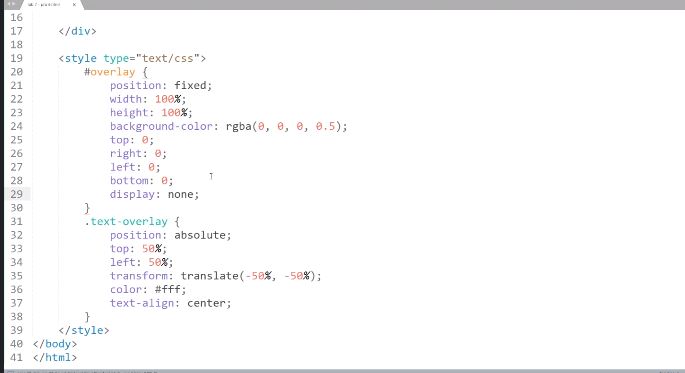 16
17 </div>
18
19 <style type="text/css">
20 #overlay {
21 position: fixed;
22 width: 100%;
23 height: 100%;
24 background-color: rgba(0, 0, 0, 0.5);
25 top: 0;
26 right: 0;
27 left: 0;
28 bottom: 0;
29 display: none;
30 }
31 .text-overlay {
32 position: absolute;
33 top: 50%;
34 left: 50%;
35 transform: translate(-50%, -50%);
36 color: #fff;
37 text-align: center;
38 }
39 </style>
40 </body>
41 </html>